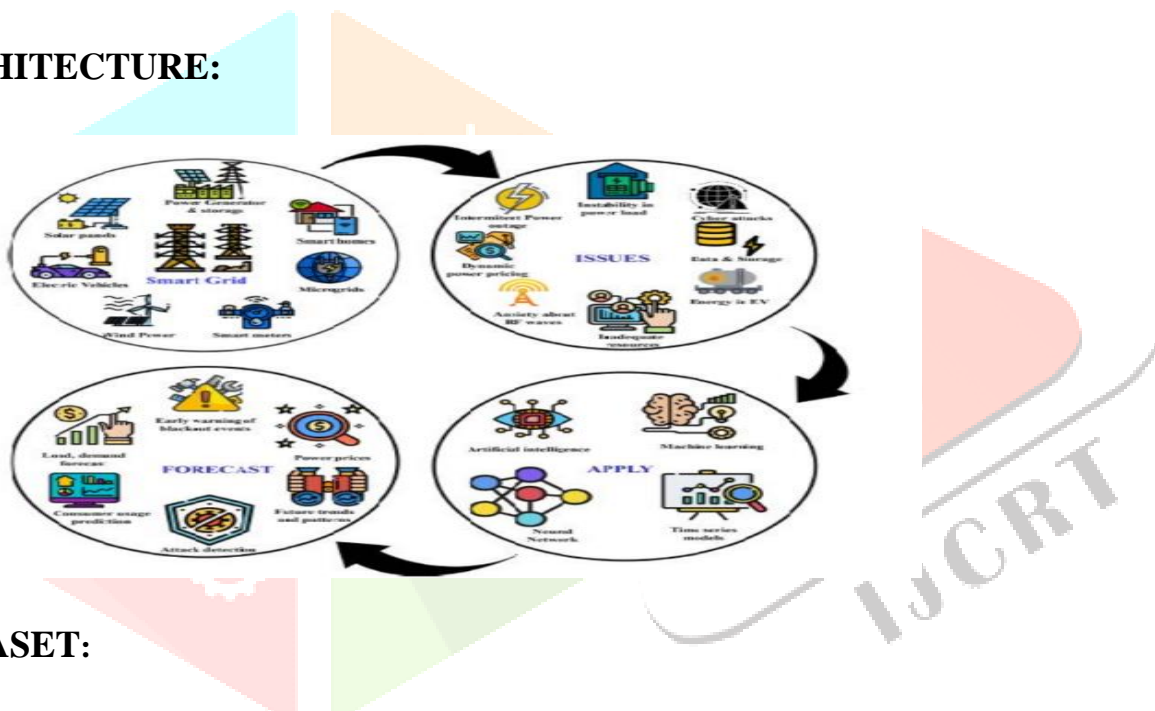 HITECTURE:
Power Generator
& storage
Solar panels
Smart homes
Electric Vehicles
Smart Grid
Microgrids
Wind Power
Smart meters
Intermitent Power
outage
Instability in
power load
Cyber attacks
Dynamic
power pricing
ISSUES
Data & Storage
Anxiety about
RF waves
Inadequate
resources
Energy in EV
Early warning of
blackout events
Load, demand
forecast
FORECAST
Power prices
Consumer usage
prediction
Attack detection
Future trends
and patterns
Artificial intelligence
Machine learning
APPLY
Neural
Network
Time series
models
IJCRT
ASET: